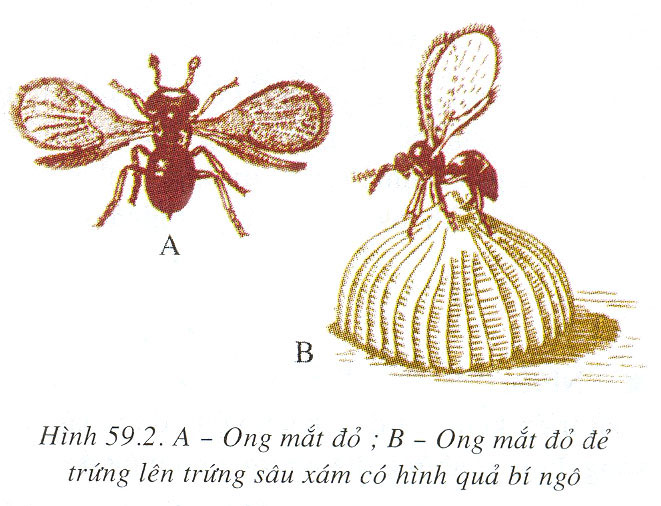 A
B
Hình 59.2. A – Ong mắt đỏ ; B – Ong mắt đỏ đẻ
trứng lên trứng sâu xám có hình quả bí ngô